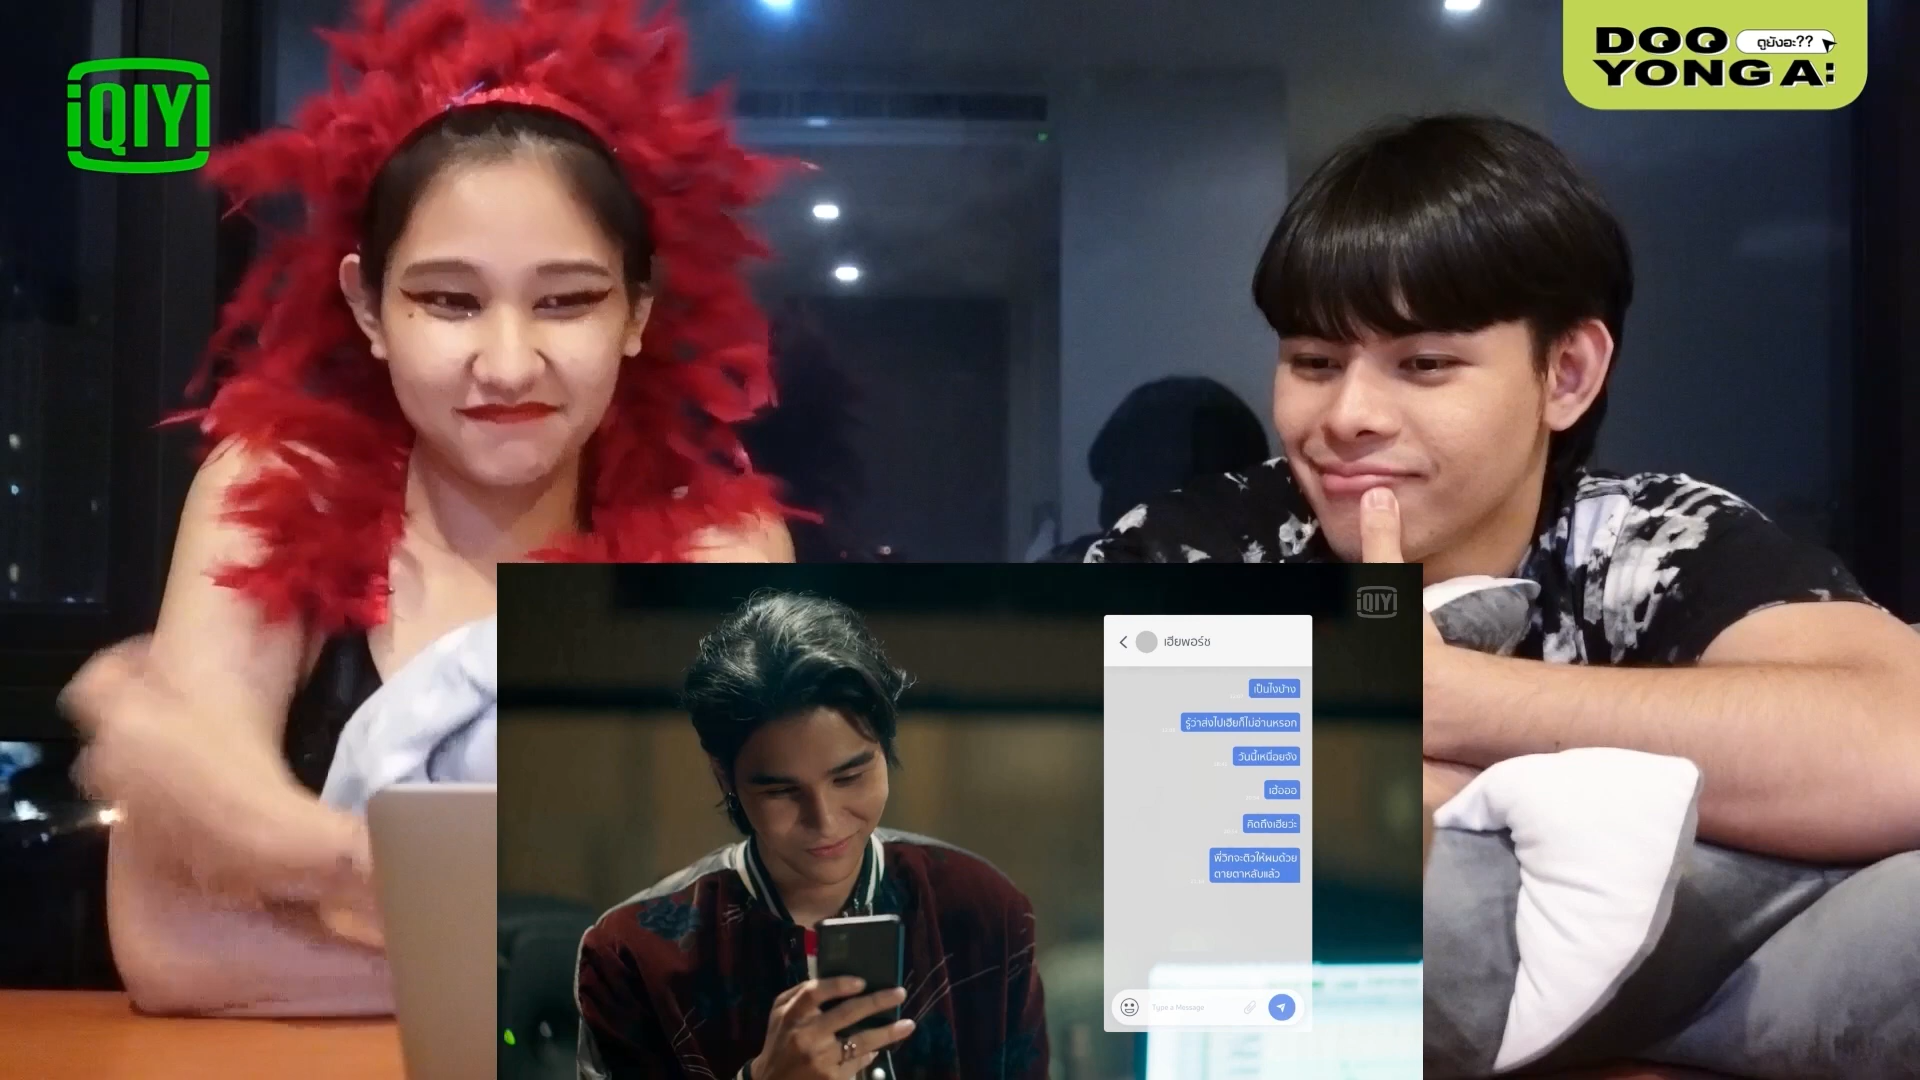 iQIYI
DOO ดูยังอะ??
YONG A:
iQIYI
เฮียพอร์ช
เป็นไงบ้าง
รู้ว่าส่งไปเฮียก็ไม่อ่านหรอก
วันนี้เหนื่อยจัง
เฮ้อออ
คิดถึงเฮียว่ะ
พี่วิกจะติวให้ผมด้วย
ตายตาหลับแล้ว
Type a Message